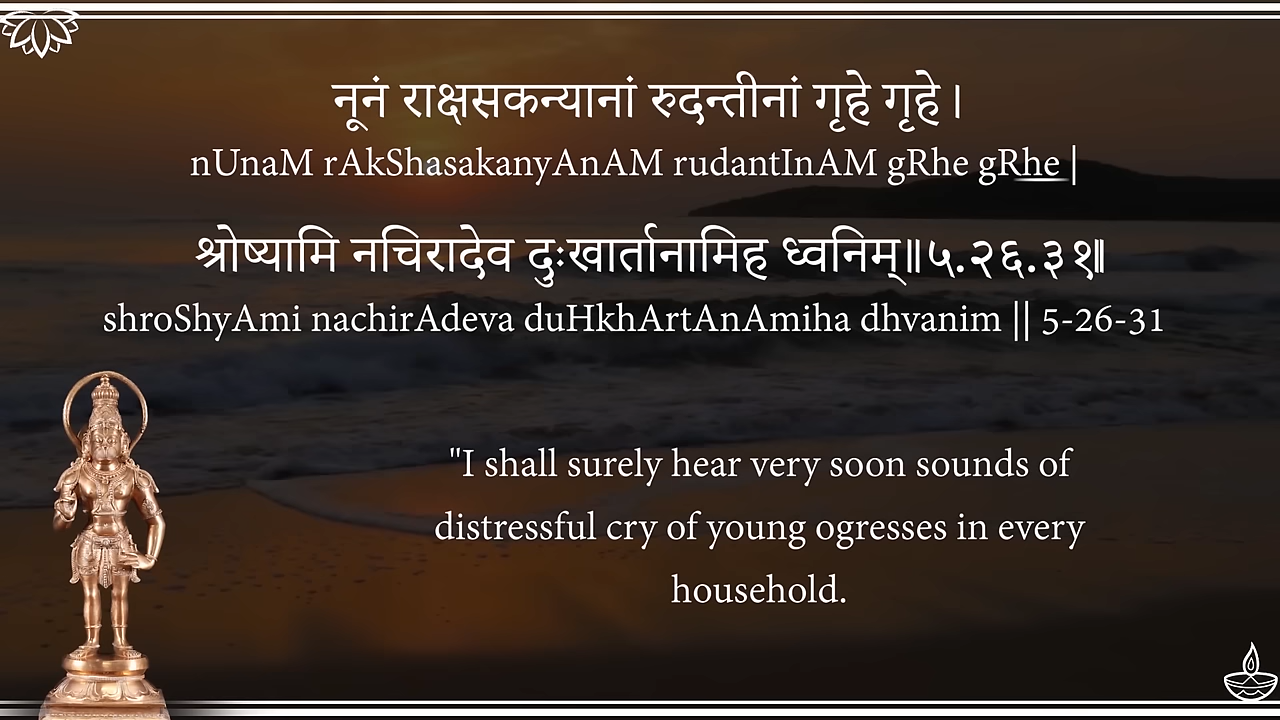 नूनं राक्षसकन्यानां रुदन्तीनां गृहे गृहे।
nUnaM rAkShasakanyAnAM rudantInAM gRhe gRhe |
श्रोष्यामि नचिरादेव दुःखार्तानामिह ध्वनिम्॥५.२६.३१॥
shroShyAmi nachirAdeva duHkhArtAnAmiha dhvanim || 5-26-31
"I shall surely hear very soon sounds of
distressful cry of young ogresses in every
household.